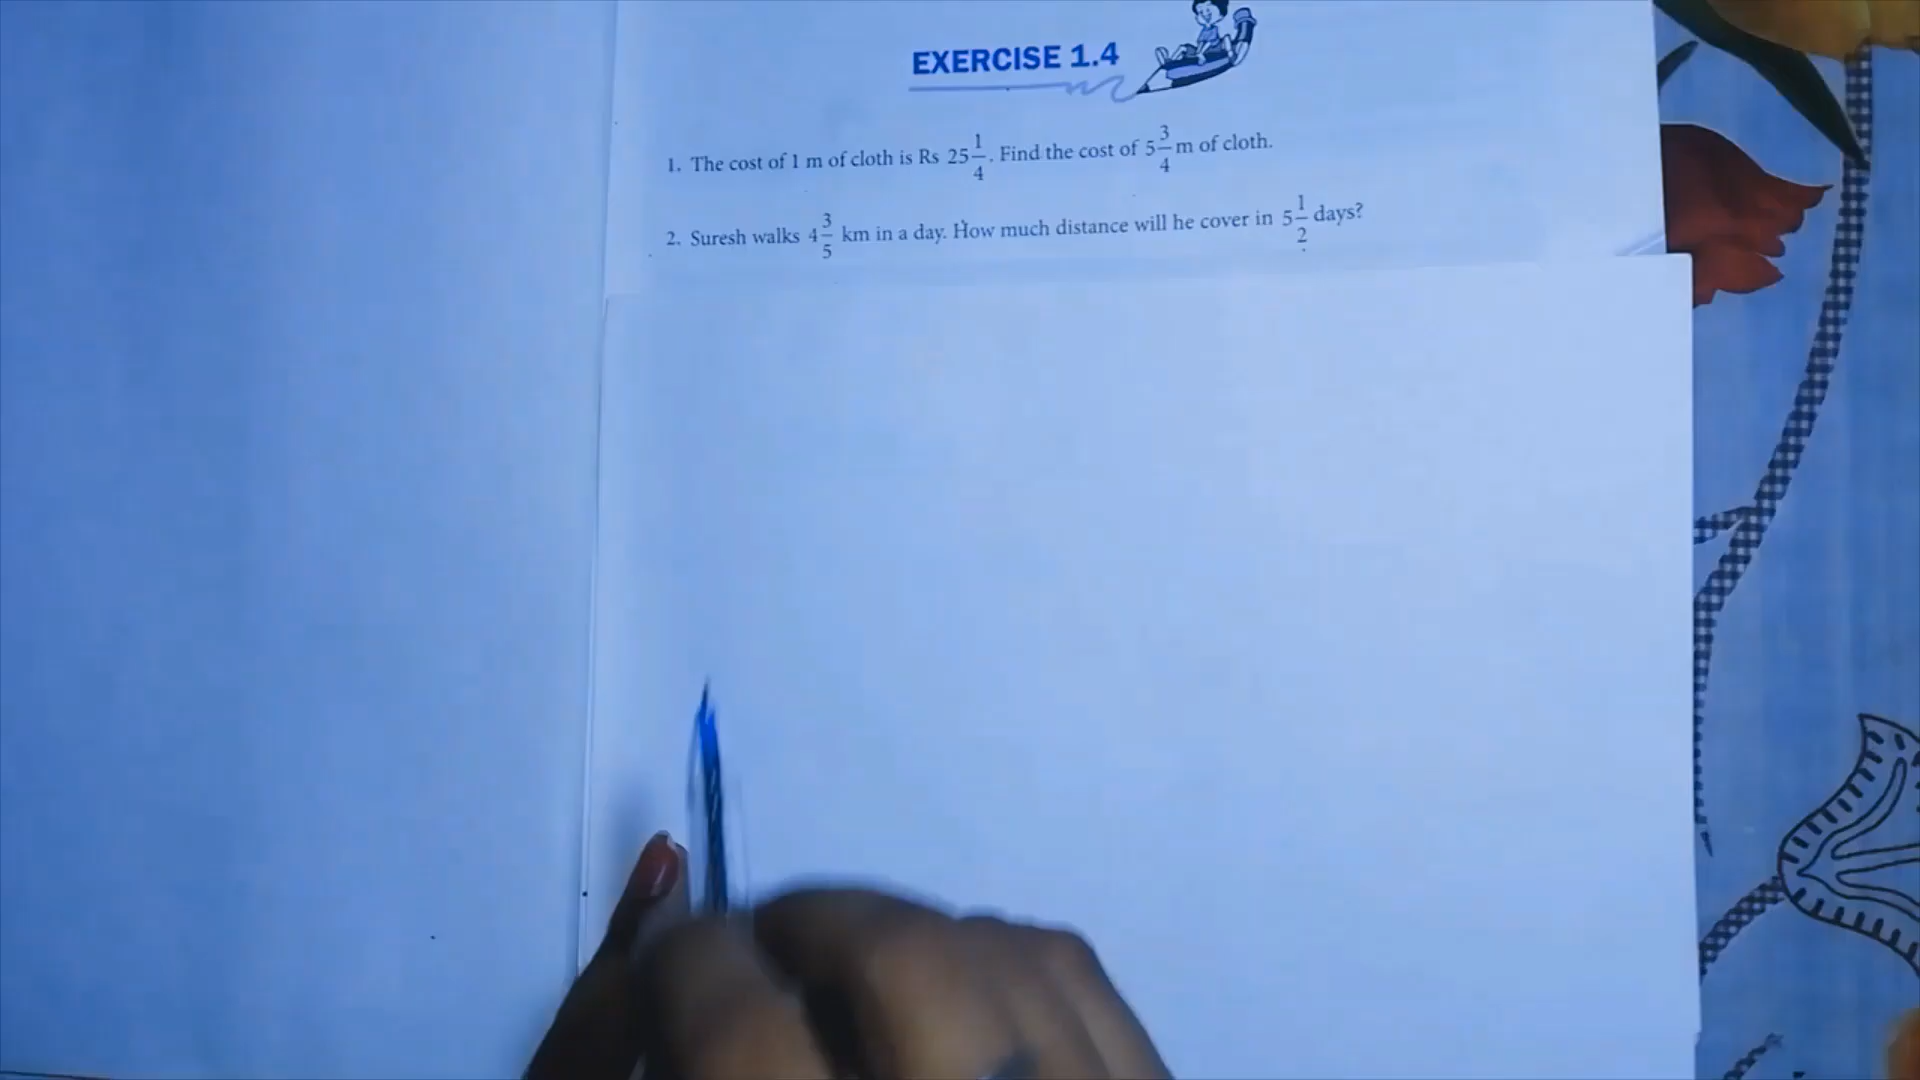 EXERCISE 1.4
1. The cost of 1 m of cloth is Rs 25 1/4. Find the cost of 5 3/4 m of cloth.
2. Suresh walks 4 3/5 km in a day. How much distance will he cover in 5 1/2 days?